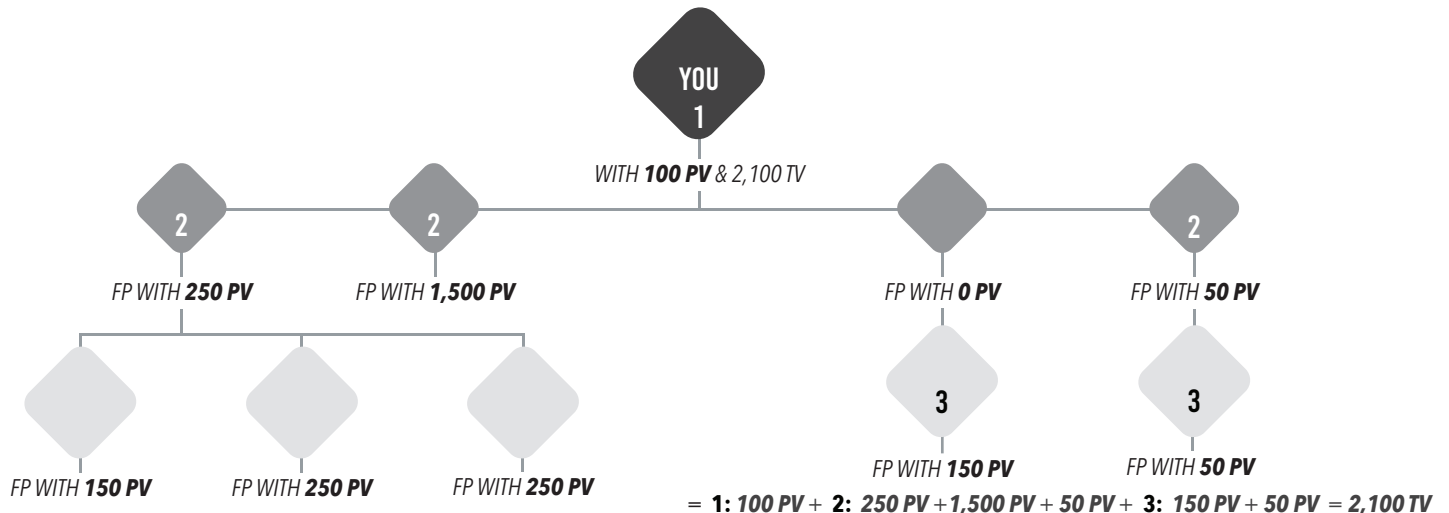 YOU
1
WITH 100 PV & 2,100 TV
2
2
2
FP WITH 250 PV
FP WITH 1,500 PV
FP WITH 0 PV
FP WITH 50 PV
3
3
FP WITH 150 PV
FP WITH 250 PV
FP WITH 250 PV
FP WITH 150 PV
FP WITH 50 PV
= 1: 100 PV + 2: 250 PV +1,500 PV + 50 PV + 3: 150 PV + 50 PV = 2,100 TV